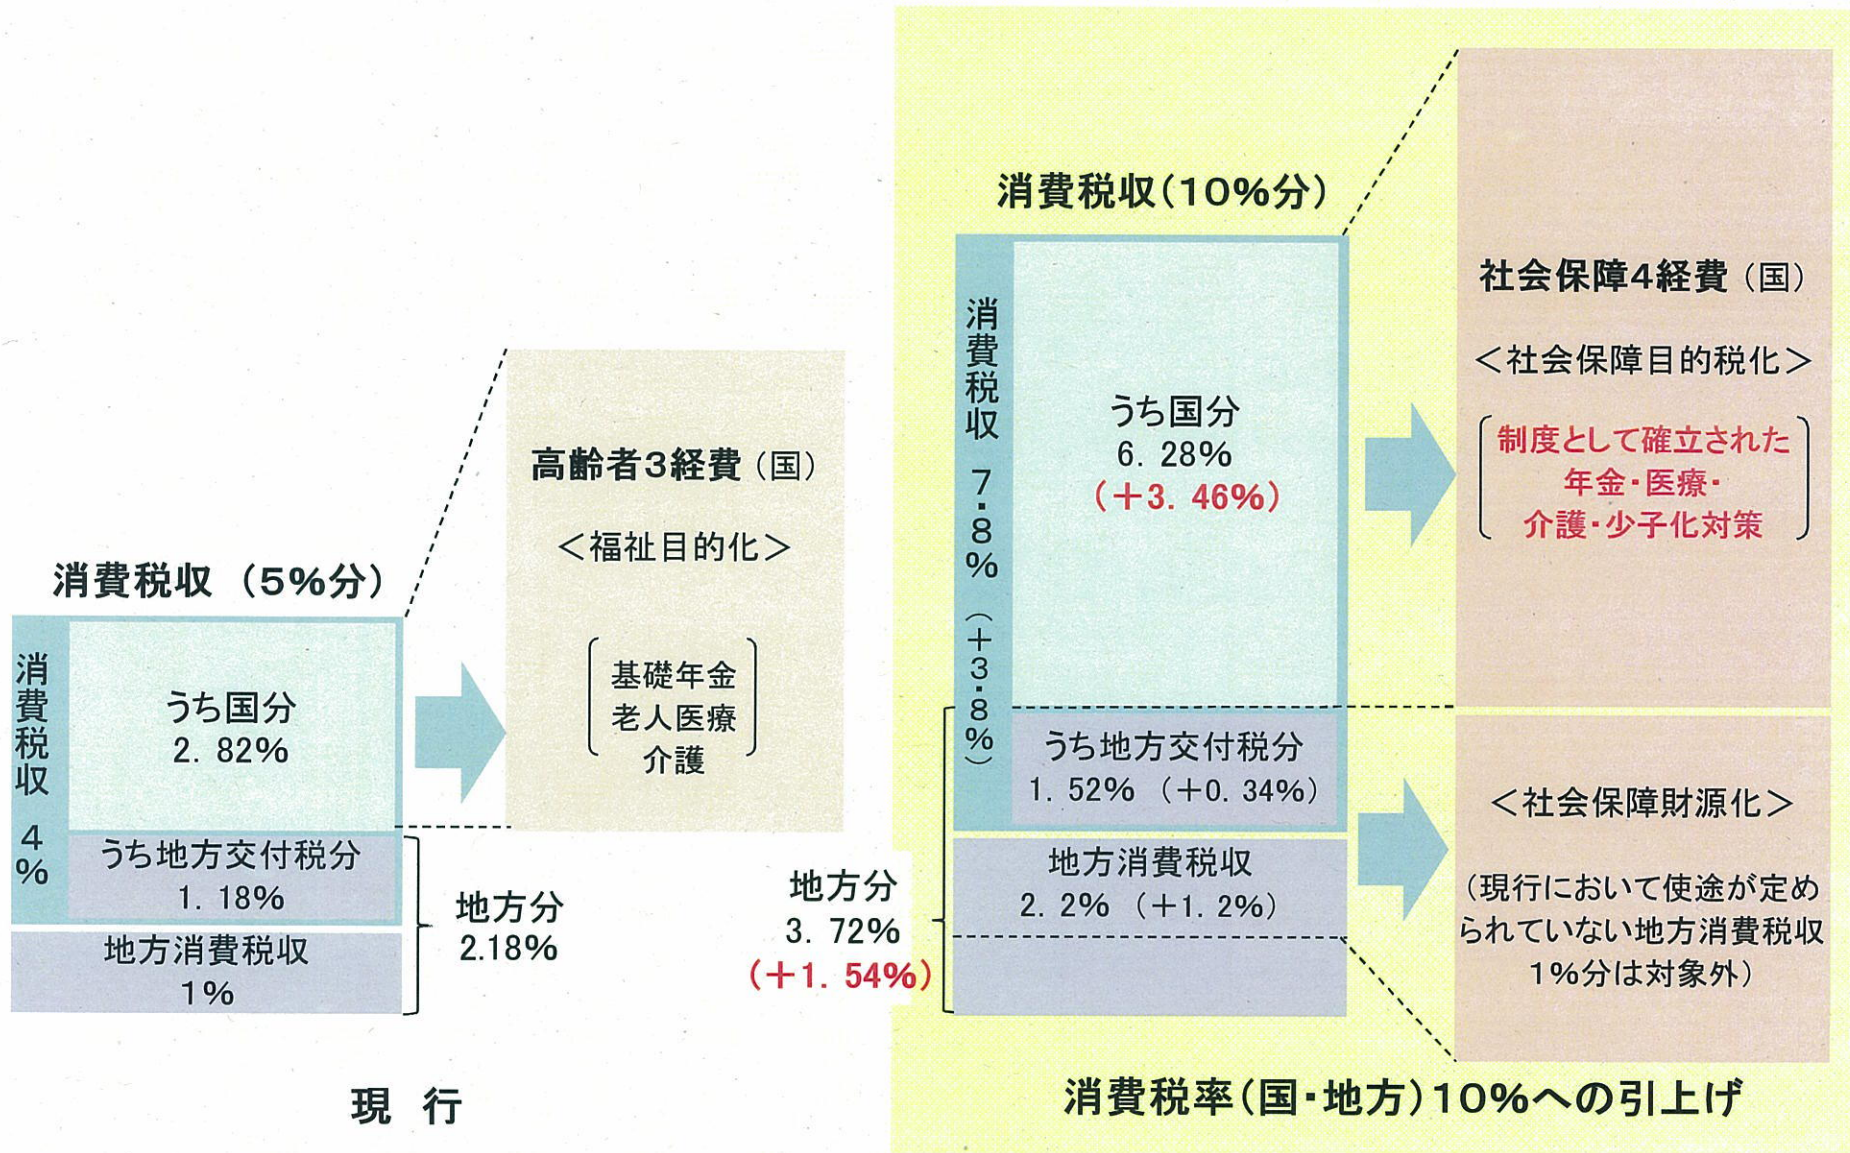 消費税収（5%分）
消費税収 4%
うち国分
2. 82%
うち地方交付税分
1. 18%
地方消費税収
1%
地方分
2.18%
高齢者3経費（国）
＜福祉目的化＞
基礎年金
老人医療
介護
現 行
消費税収（10%分）
消費税収 7・8%（＋3・8%）
うち国分
6. 28%
（＋3. 46%）
うち地方交付税分
1. 52%（＋0. 34%）
地方消費税収
2. 2%（＋1. 2%）
地方分
3. 72%
（＋1. 54%）
社会保障4経費（国）
＜社会保障目的税化＞
制度として確立された
年金・医療・
介護・少子化対策
＜社会保障財源化＞
（現行において使途が定め
られていない地方消費税収
1%分は対象外）
消費税率（国・地方）10%への引上げ